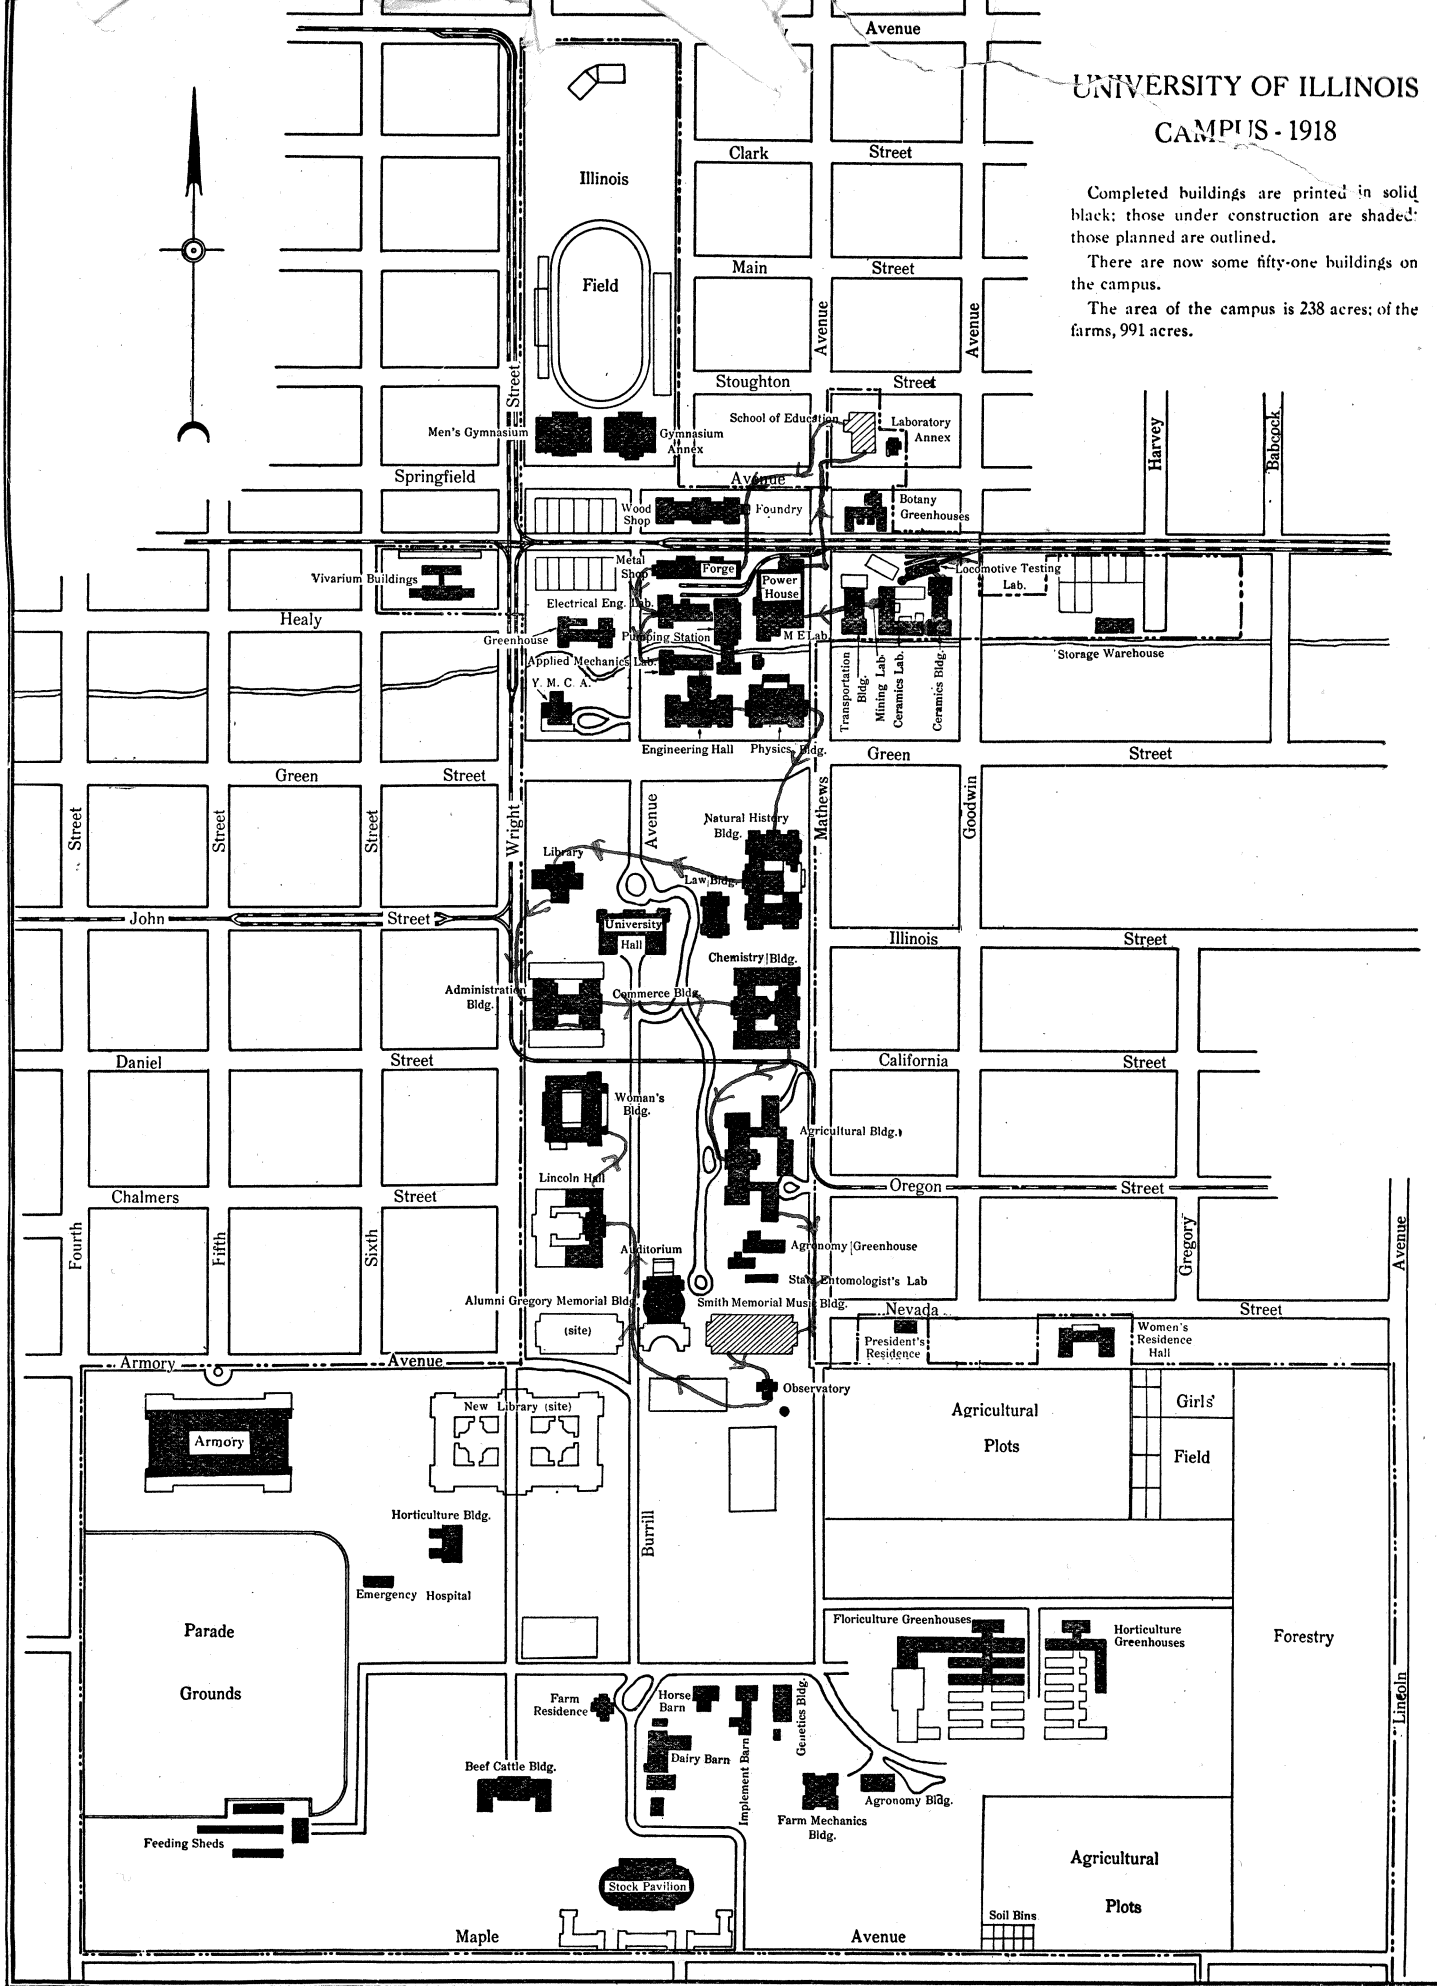 Avenue
UNIVERSITY OF ILLINOIS
CAMPUS - 1918
Completed buildings are printed in solid
black; those under construction are shaded;
those planned are outlined.
There are now some fifty-one buildings on
the campus.
The area of the campus is 238 acres; of the
farms, 991 acres.
Clark Street
Illinois
Field
Main Street
Avenue
Avenue
Street
Stoughton Street
School of Education
Laboratory
Annex
Men's Gymnasium
Gymnasium
Annex
Harvey
Babcock
Springfield
Avenue
Wood
Shop
Foundry
Botany
Greenhouses
Metal
Shop
Forge
Power
House
Locomotive Testing
Lab.
Vivarium Buildings
Electrical Eng. Lab.
Healy
Greenhouse
Pumping Station
M E Lab.
Storage Warehouse
Applied Mechanics Lab.
Y. M. C. A.
Transportation
Bldg.
Mining Lab.
Ceramics Lab.
Ceramics Bldg.
Engineering Hall
Physics Bldg.
Green Street
Green Street
Street
Street
Street
Wright
Avenue
Mathews
Goodwin
Natural History
Bldg.
Library
Law Bldg.
John Street
University
Hall
Illinois Street
Chemistry Bldg.
Administration
Bldg.
Commerce Bldg.
Daniel Street
California Street
Woman's
Bldg.
Agricultural Bldg.
Lincoln Hall
Chalmers Street
Oregon Street
Fourth
Fifth
Sixth
Gregory
Avenue
Auditorium
Agronomy Greenhouse
State Entomologist's Lab
Alumni Gregory Memorial Bldg.
(site)
Smith Memorial Music Bldg.
Nevada Street
President's
Residence
Women's
Residence
Hall
Armory Avenue
Observatory
Armory
New Library (site)
Agricultural
Plots
Girls'
Field
Horticulture Bldg.
Burrill
Emergency Hospital
Parade
Grounds
Floriculture Greenhouses
Horticulture
Greenhouses
Forestry
Lincoln
Farm
Residence
Horse
Barn
Implement Barn
Genetics Bldg.
Dairy Barn
Beef Cattle Bldg.
Agronomy Bldg.
Farm Mechanics
Bldg.
Feeding Sheds
Agricultural
Plots
Stock Pavilion
Soil Bins
Maple Avenue